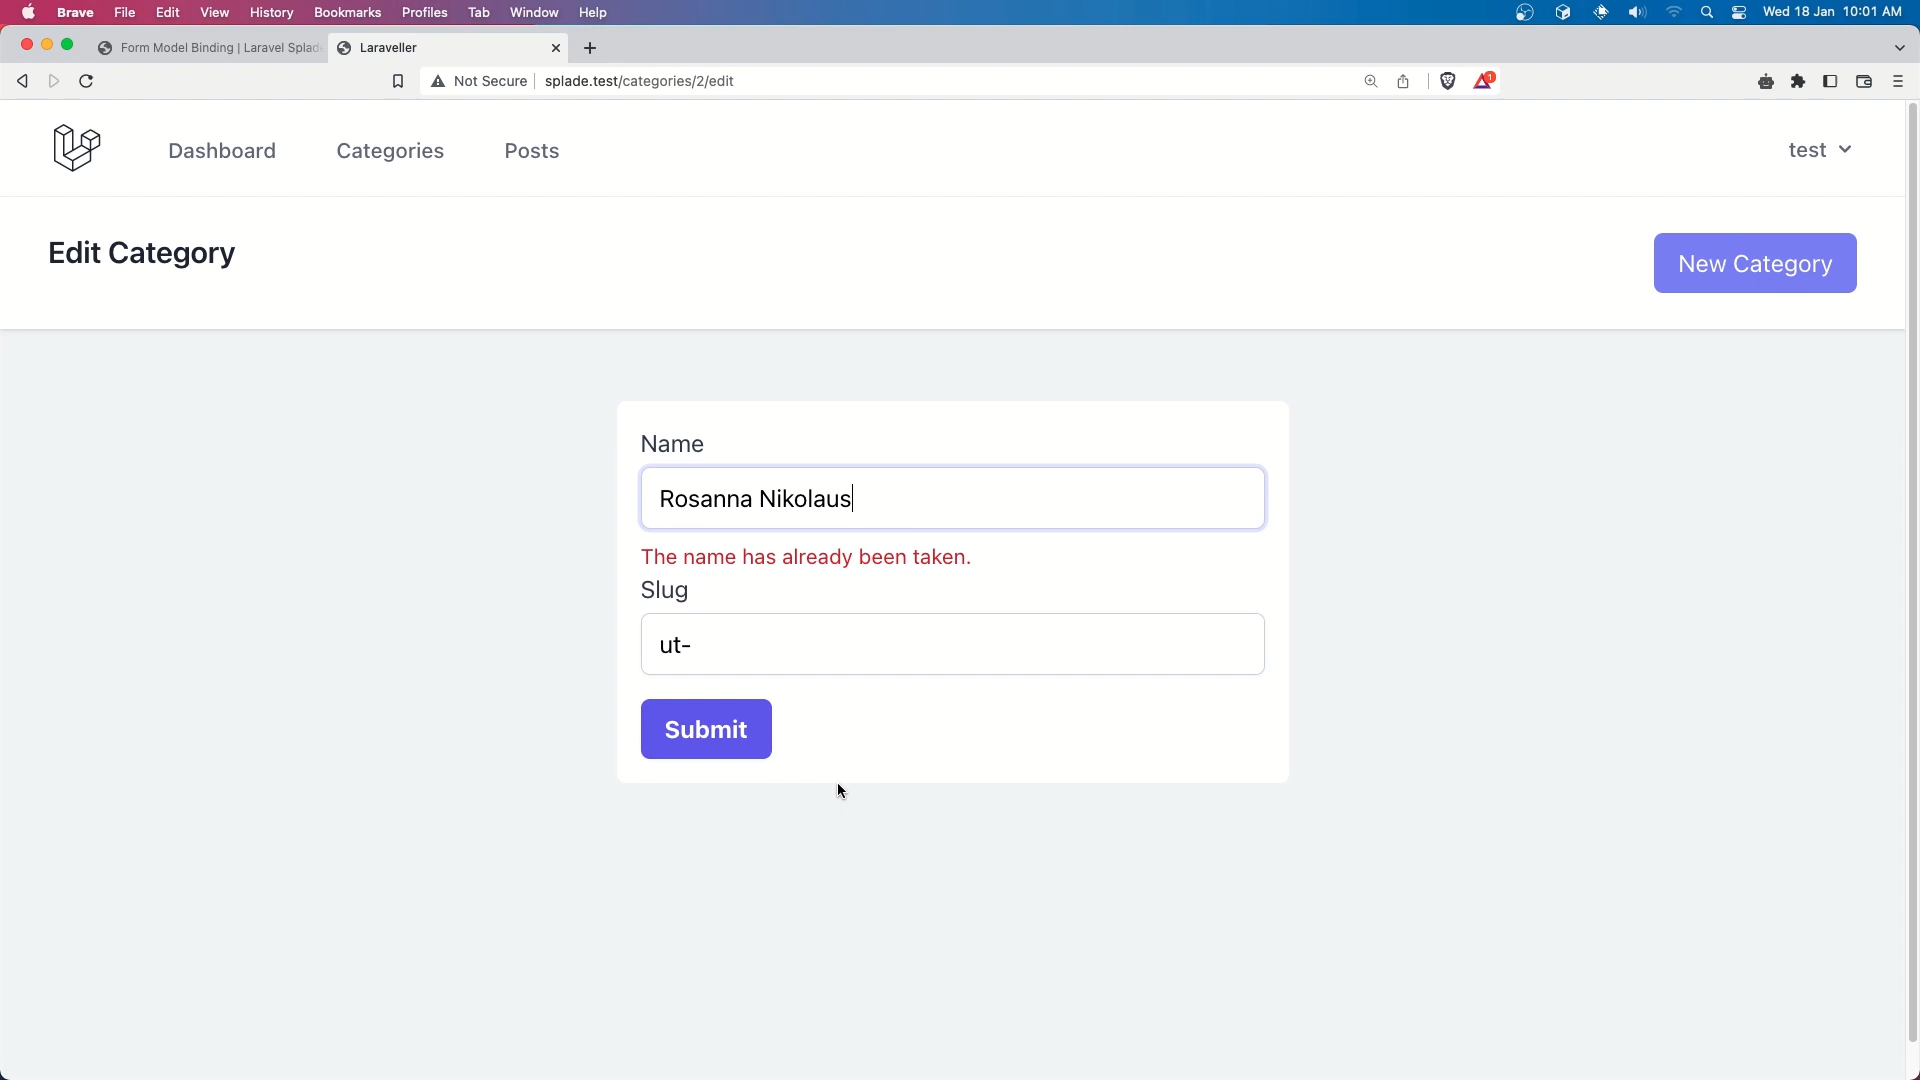 Brave File Edit View History Bookmarks Profiles Tab Window Help Wed 18 Jan 10:01 AM
Form Model Binding | Laravel Splad
Laraveller
Not Secure splade.test/categories/2/edit
1
Dashboard Categories Posts test
Edit Category New Category
Name
Rosanna Nikolaus
The name has already been taken.
Slug
ut-
Submit